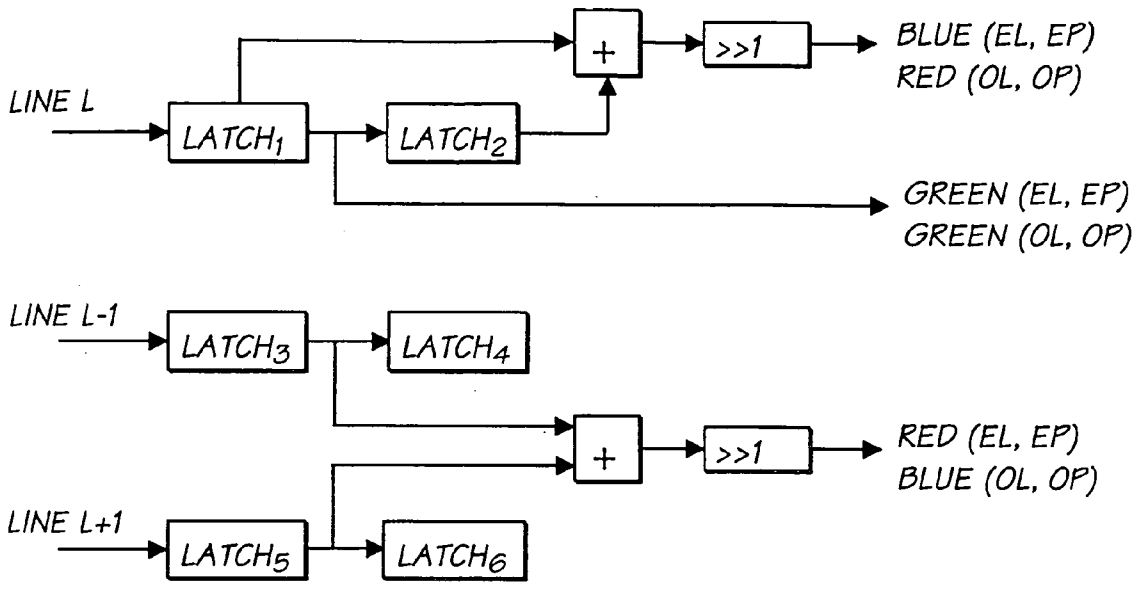 BLUE (EL, EP)
+
>>1
RED (OL, OP)
LINE L
LATCH1
LATCH2
GREEN (EL, EP)
GREEN (OL, OP)
LINE L-1
LATCH3
LATCH4
RED (EL, EP)
+
>>1
BLUE (OL, OP)
LINE L+1
LATCH5
LATCH6